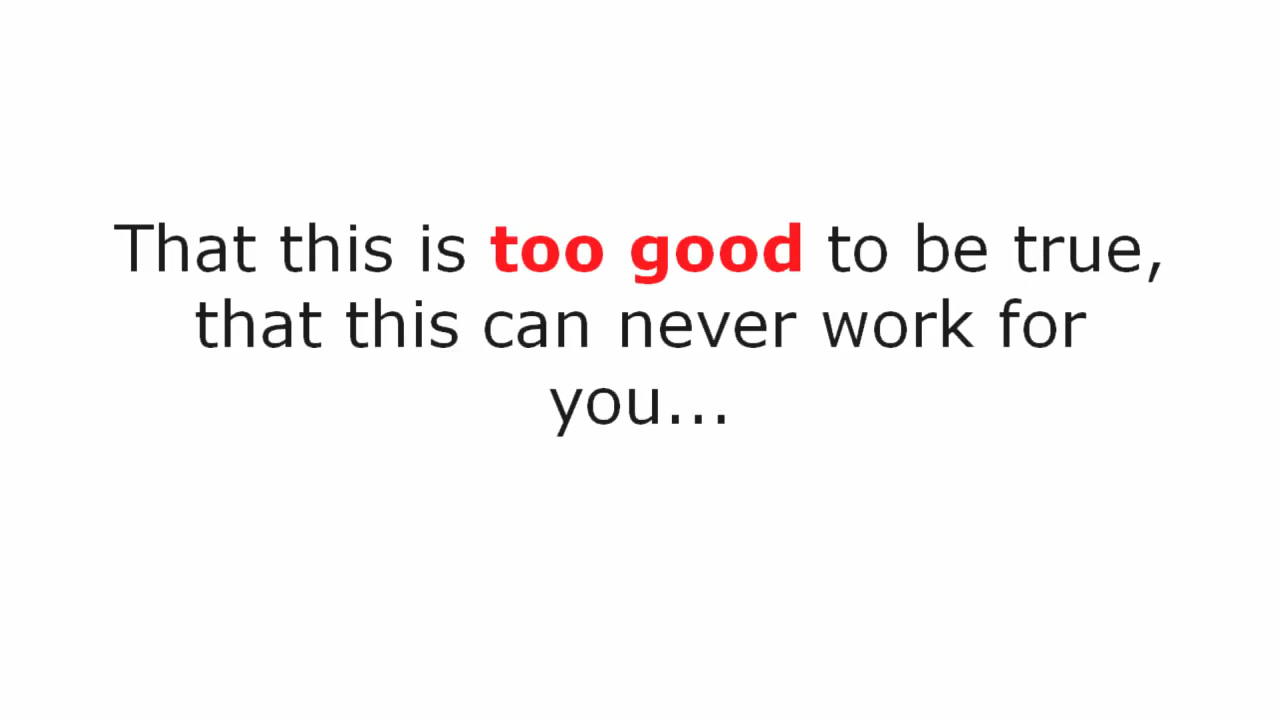 That this is too good to be true,
that this can never work for
you...